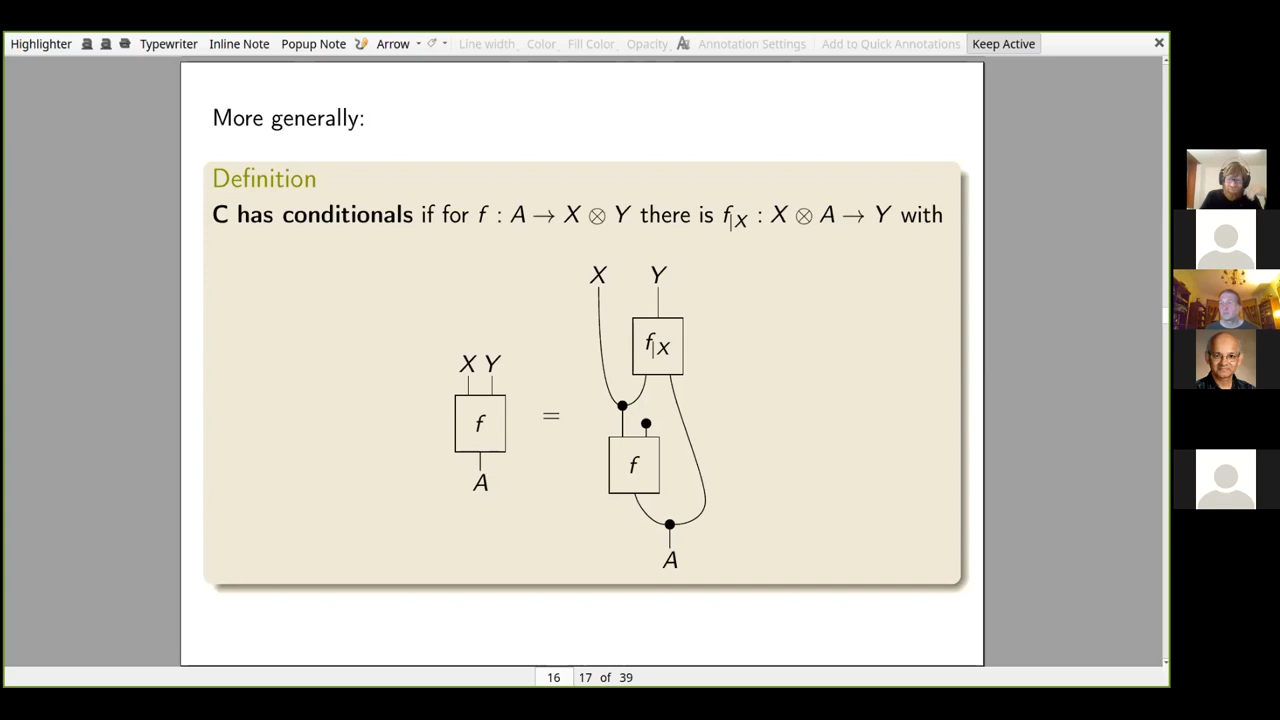 Highlighter Typewriter Inline Note Popup Note Arrow Line width Color Fill Color Opacity Annotation Settings Add to Quick Annotations Keep Active
More generally:
Definition
C has conditionals if for f : A → X ⊗ Y there is f|X : X ⊗ A → Y with
X Y
f|X
X Y
=
f
f
A
A
16 17 of 39